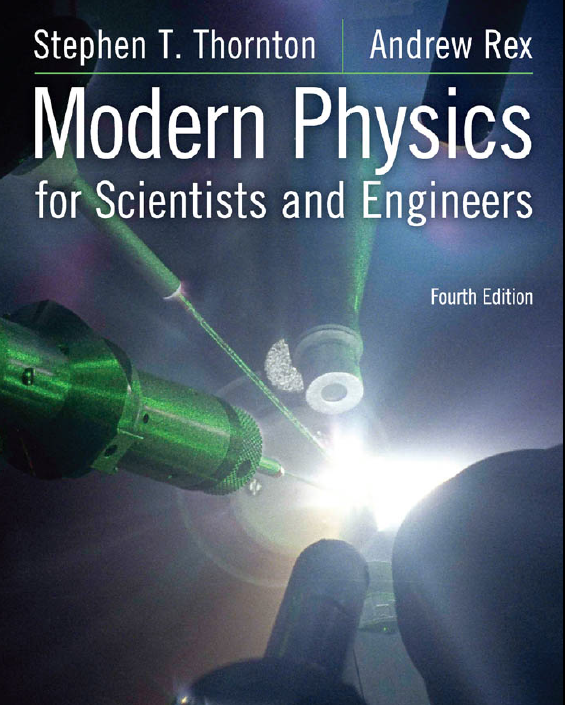 Stephen T. Thornton
Andrew Rex
Modern Physics
for Scientists and Engineers
Fourth Edition